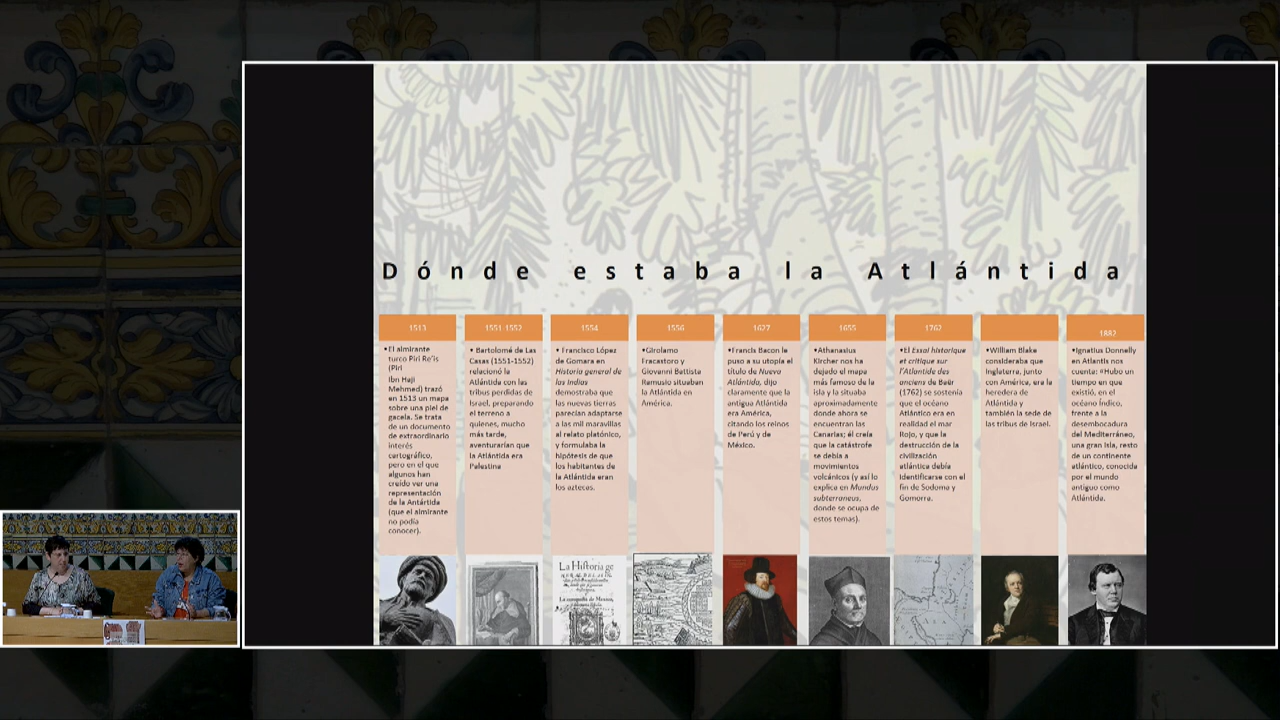 Dónde estaba la Atlántida
1513
•El almirante
turco Piri Re'is
(Piri
Ibn Haji
Mehmed) trazó
en 1513 un mapa
sobre una piel de
gacela. Se trata
de un documento
de extraordinario
interés
cartográfico,
pero en el que
algunos han
creído ver una
representación
de la Antártida
(que el almirante
no podía
conocer).
1551-1552
• Bartolomé de Las
Casas (1551-1552)
relacionó la
Atlántida con las
tribus perdidas de
Israel, preparando
el terreno a
quienes, mucho
más tarde,
aventurarían que
la Atlántida era
Palestina
1554
• Francisco López
de Gomara en
Historia general de
las Indias
demostraba que
las nuevas tierras
parecían adaptarse
a las mil maravillas
al relato platónico,
y formulaba la
hipótesis de que
los habitantes de
la Atlántida eran
los aztecas.
1556
•Girolamo
Fracastoro y
Giovanni Battista
Ramusio situaban
la Atlántida en
América.
1627
•Francis Bacon le
puso a su utopía el
título de Nueva
Atlántida, dijo
claramente que la
antigua Atlántida
era América,
citando los reinos
de Perú y de
México.
1655
•Athanasius
Kircher nos ha
dejado el mapa
más famoso de la
isla y la situaba
aproximadamente
donde ahora se
encuentran las
Canarias; él creía
que la catástrofe
se debía a
movimientos
volcánicos (y así lo
explica en Mundus
subterraneus,
donde se ocupa de
estos temas).
1762
•El Essai historique
et critique sur
l'Atlantide des
anciens de Baër
(1762) se sostenía
que el océano
Atlántico era en
realidad el mar
Rojo, y que la
destrucción de la
civilización
atlántica debía
identificarse con el
fin de Sodoma y
Gomorra.
•William Blake
consideraba que
Inglaterra, junto
con América, era la
heredera de
Atlántida y
también la sede de
las tribus de Israel.
1882
•Ignatius Donnelly
en Atlantis nos
cuenta: «Hubo un
tiempo en que
existió, en el
océano Índico,
frente a la
desembocadura
del Mediterráneo,
una gran isla, resto
de un continente
atlántico, conocida
por el mundo
antiguo como
Atlántida.
La Historia ge